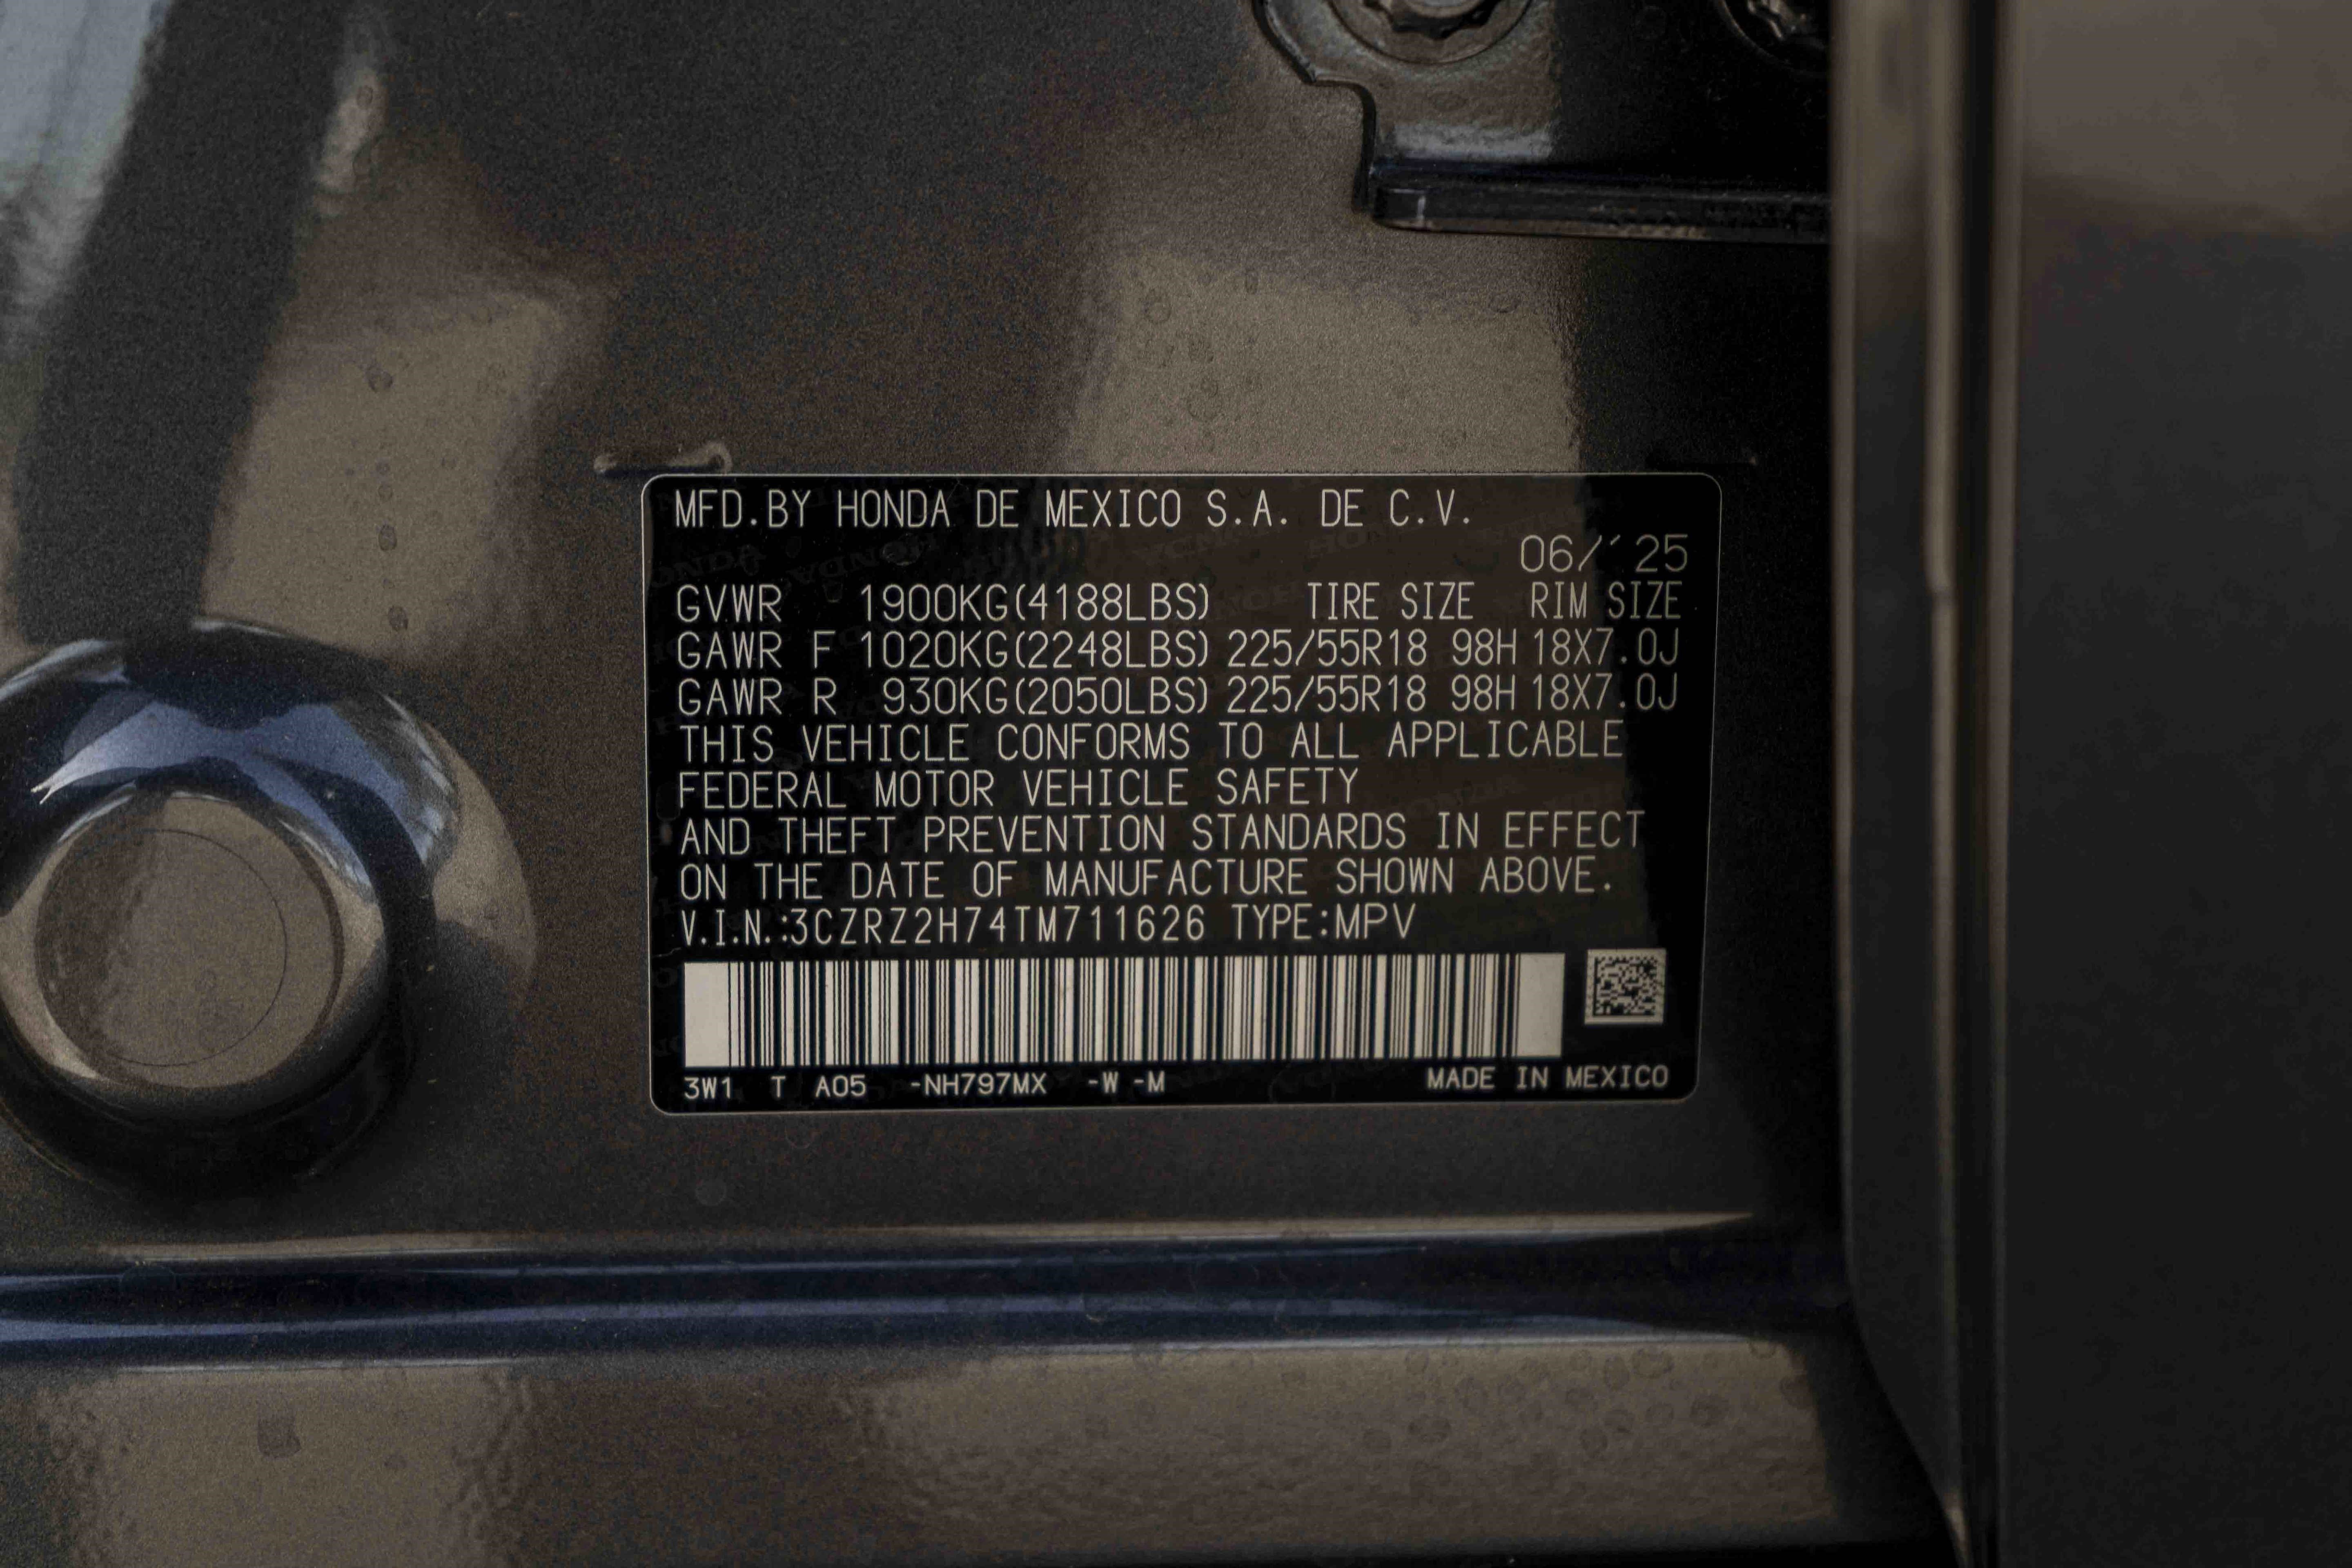 MFD.BY HONDA DE MEXICO S.A. DE C.V.
06/´25
GVWR 1900KG(4188LBS) TIRE SIZE RIM SIZE
GAWR F 1020KG(2248LBS) 225/55R18 98H 18X7.0J
GAWR R 930KG(2050LBS) 225/55R18 98H 18X7.0J
THIS VEHICLE CONFORMS TO ALL APPLICABLE
FEDERAL MOTOR VEHICLE SAFETY
AND THEFT PREVENTION STANDARDS IN EFFECT
ON THE DATE OF MANUFACTURE SHOWN ABOVE.
V.I.N.:3CZRZ2H74TM711626 TYPE:MPV
3W1 T A05 -NH797MX -W -M MADE IN MEXICO